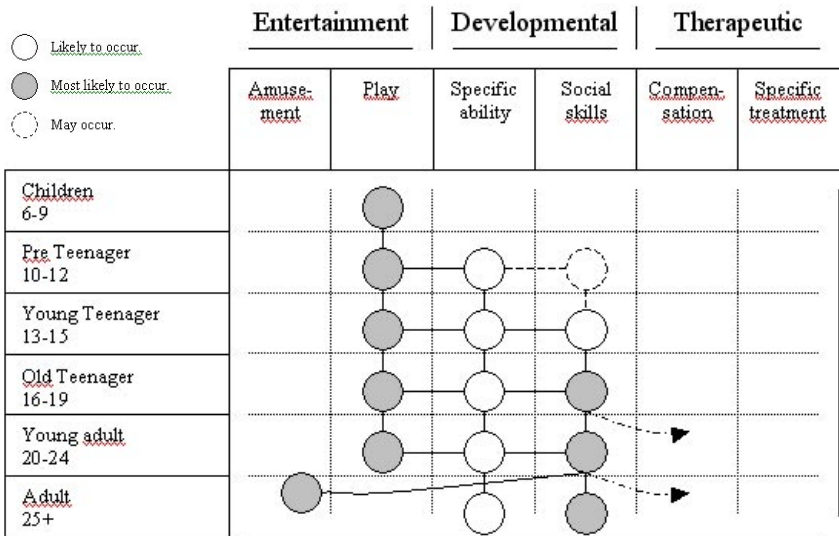 Entertainment Developmental Therapeutic
Likely to occur.
Most likely to occur.
May occur.
Amuse-
ment
Play
Specific
ability
Social
skills
Compen-
sation
Specific
treatment
Children
6-9
Pre Teenager
10-12
Young Teenager
13-15
Old Teenager
16-19
Young adult
20-24
Adult
25+